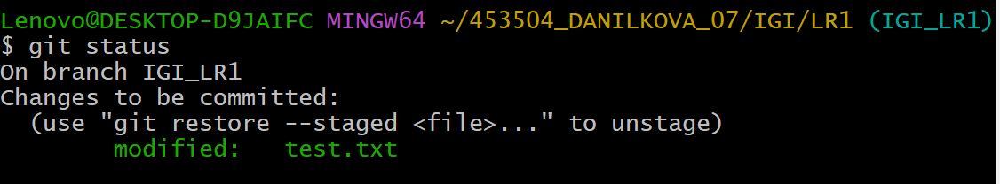 Lenovo@DESKTOP-D9JAIFC MINGW64 ~/453504_DANILKOVA_07/IGI/LR1 (IGI_LR1)
$ git status
On branch IGI_LR1
Changes to be committed:
  (use "git restore --staged <file>..." to unstage)
        modified:   test.txt